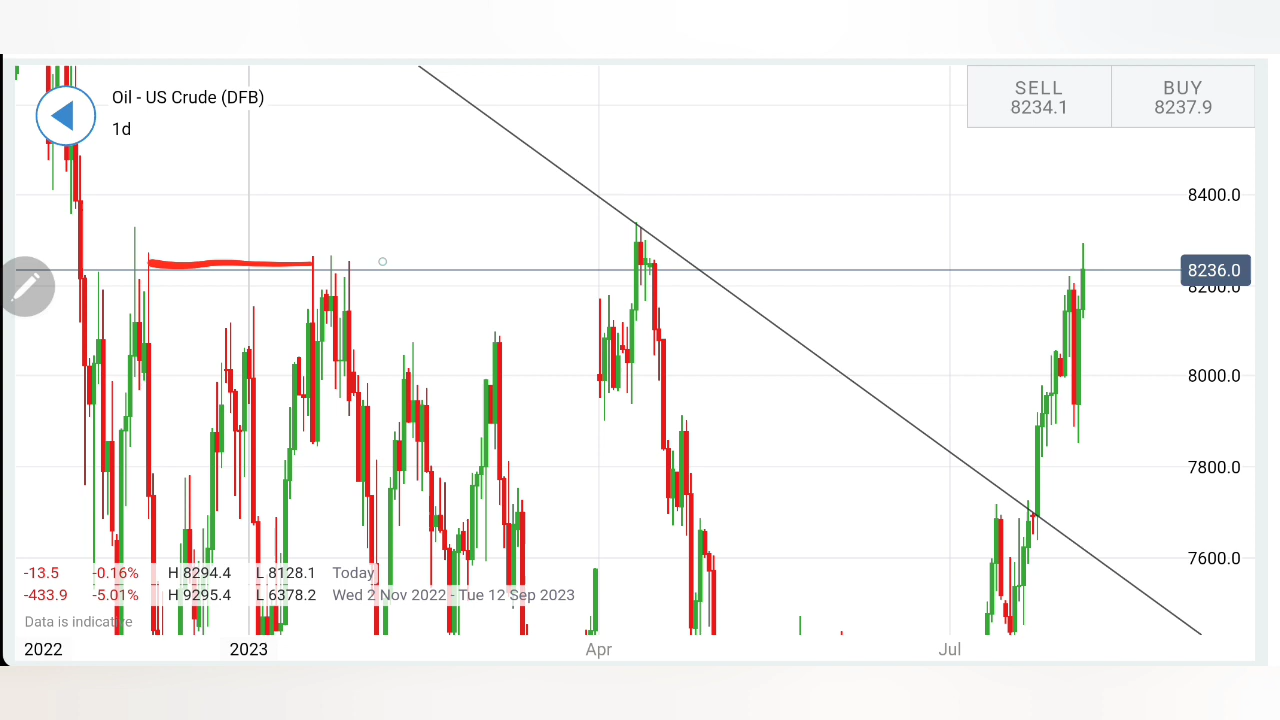 Oil - US Crude (DFB)
1d
SELL
8234.1
BUY
8237.9
8400.0
8236.0
8200.0
8000.0
7800.0
7600.0
-13.5 -0.16% H 8294.4 L 8128.1 Today
-433.9 -5.01% H 9295.4 L 6378.2 Wed 2 Nov 2022 - Tue 12 Sep 2023
Data is indicative
2022 2023 Apr Jul